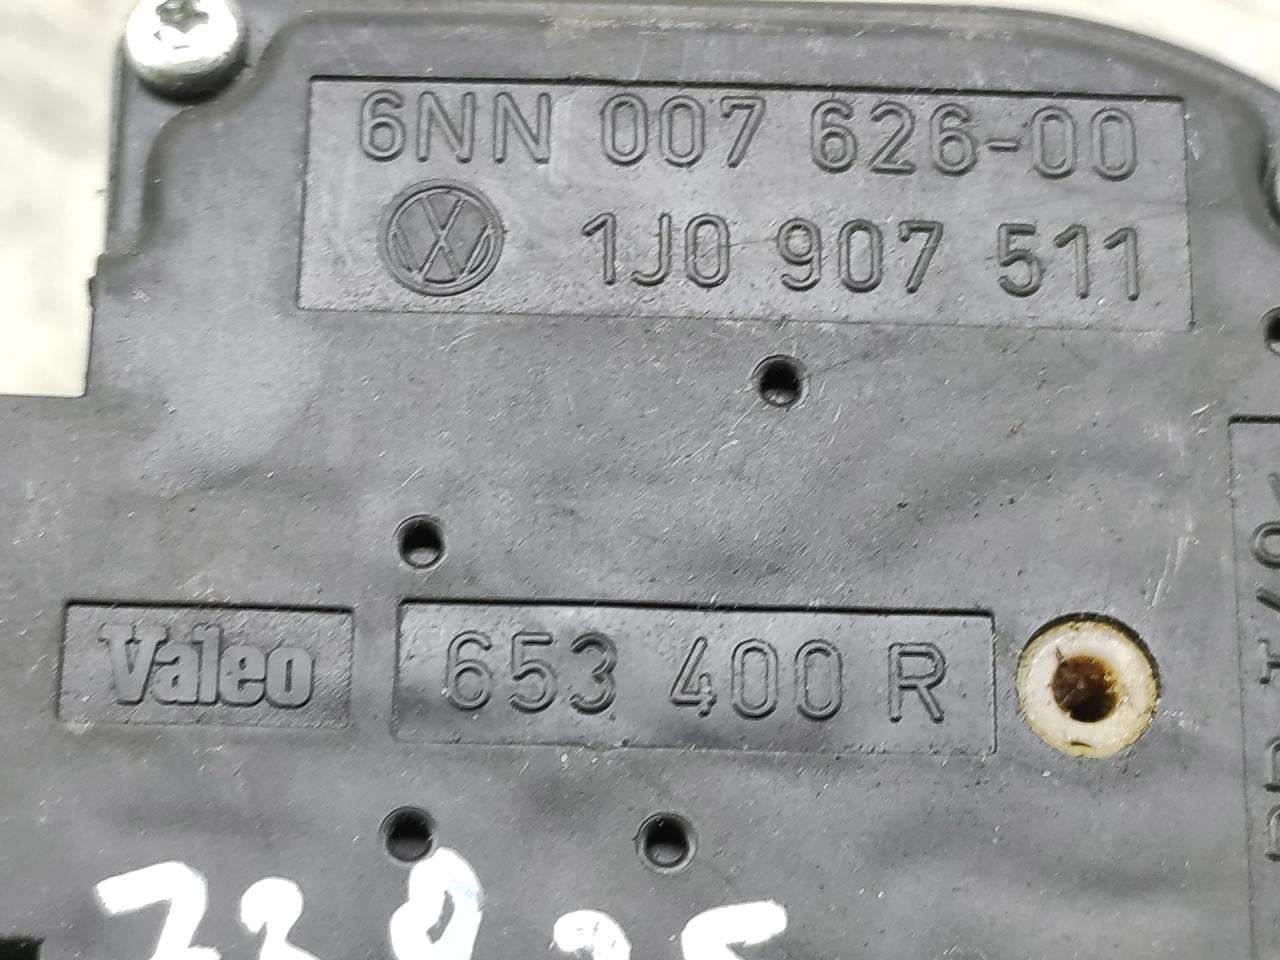 6NN 007 626-00
1J0 907 511
Valeo
653 400 R